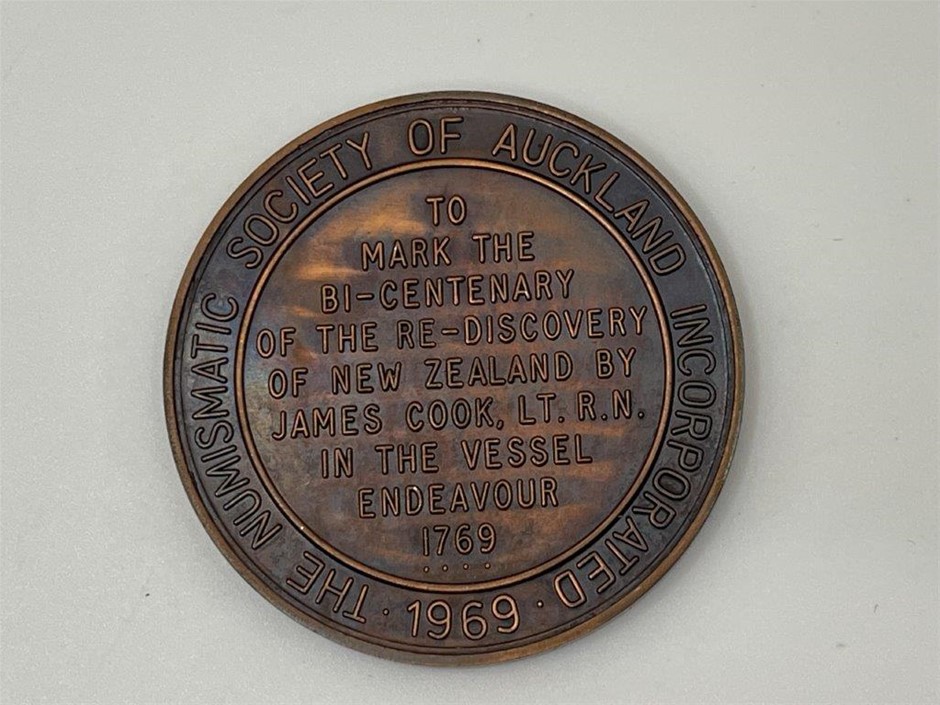 THE NUMISMATIC SOCIETY OF AUCKLAND INCORPORATED
· 1969 ·
TO
MARK THE
BI-CENTENARY
OF THE RE-DISCOVERY
OF NEW ZEALAND BY
JAMES COOK, LT. R.N.
IN THE VESSEL
ENDEAVOUR
1769
....